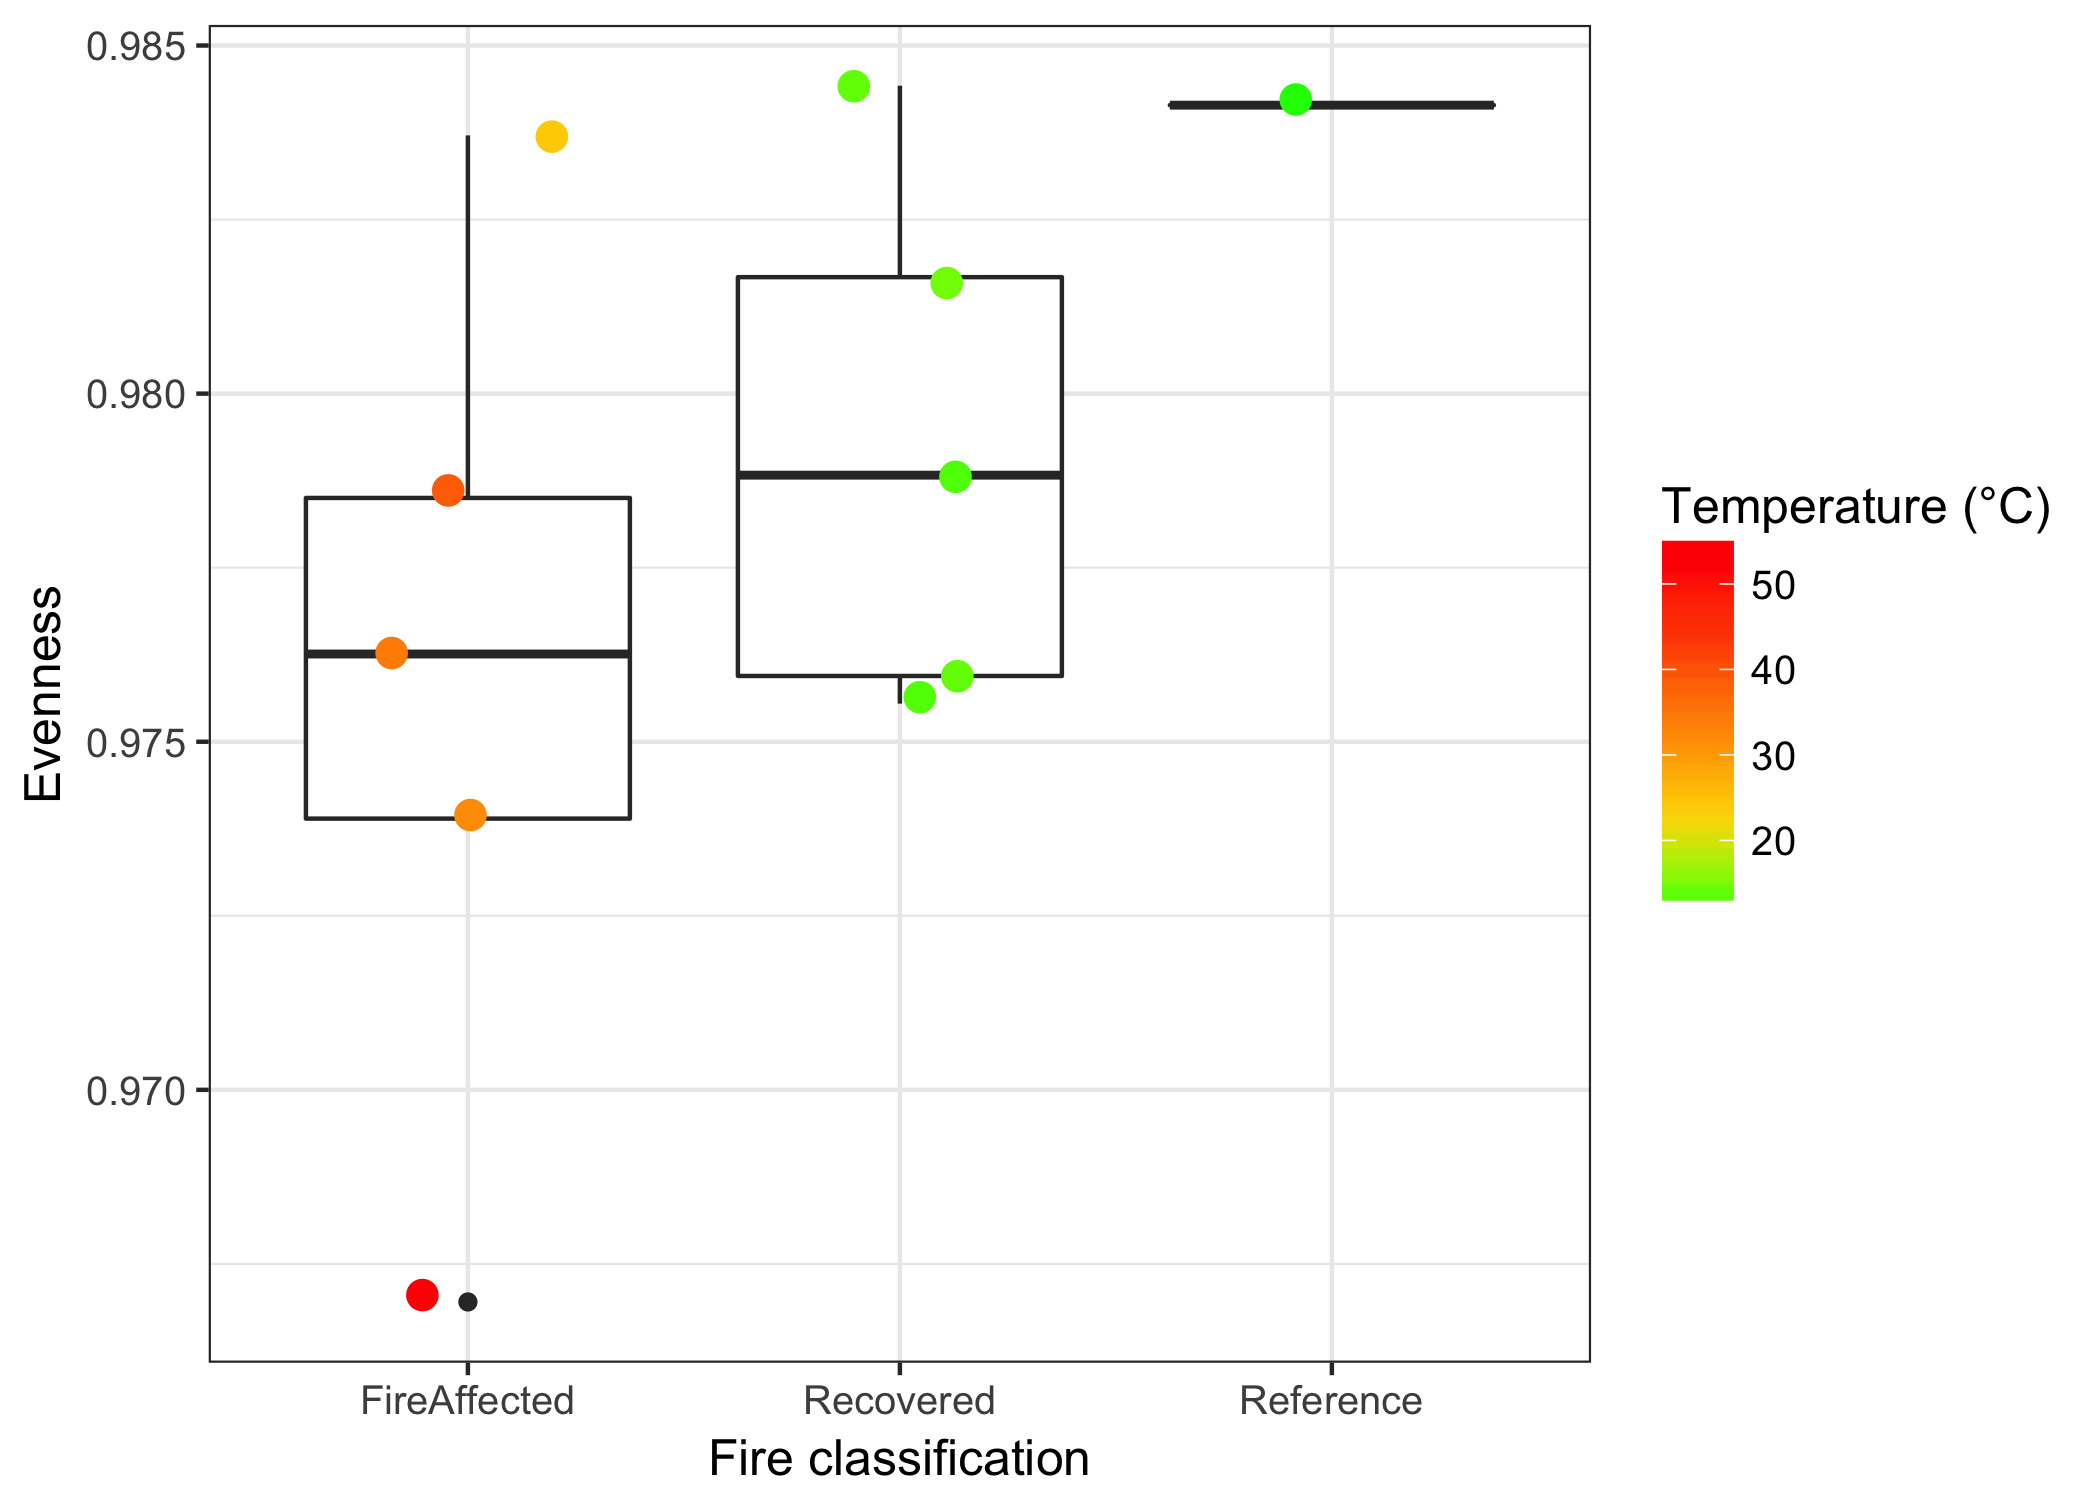 0.985
0.980
0.975
0.970
Evenness
FireAffected
Recovered
Reference
Fire classification
Temperature (°C)
50
40
30
20